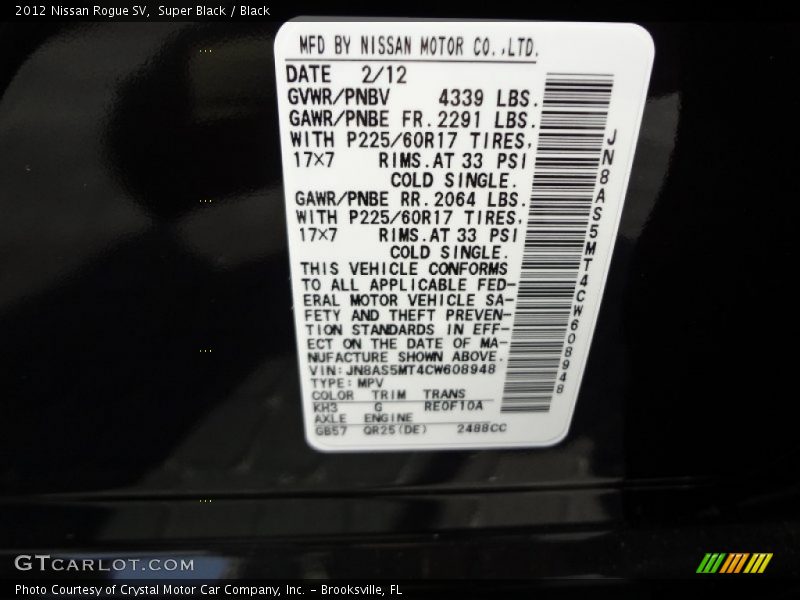 2012 Nissan Rogue SV, Super Black / Black
MFD BY NISSAN MOTOR CO.,LTD.
DATE 2/12
GVWR/PNBV 4339 LBS.
GAWR/PNBE FR. 2291 LBS.
WITH P225/60R17 TIRES,
17×7 RIMS.AT 33 PSI
COLD SINGLE.
GAWR/PNBE RR. 2064 LBS.
WITH P225/60R17 TIRES,
17×7 RIMS.AT 33 PSI
COLD SINGLE.
THIS VEHICLE CONFORMS
TO ALL APPLICABLE FED-
ERAL MOTOR VEHICLE SA-
FETY AND THEFT PREVEN-
TION STANDARDS IN EFF-
ECT ON THE DATE OF MA-
NUFACTURE SHOWN ABOVE.
VIN:JN8AS5MT4CW608948
TYPE:MPV
COLOR TRIM TRANS
KH3 G RE0F10A
AXLE ENGINE
GB57 QR25(DE) 2488CC
JN8AS5MT4CW608948
GTCARLOT.COM
Photo Courtesy of Crystal Motor Car Company, Inc. - Brooksville, FL